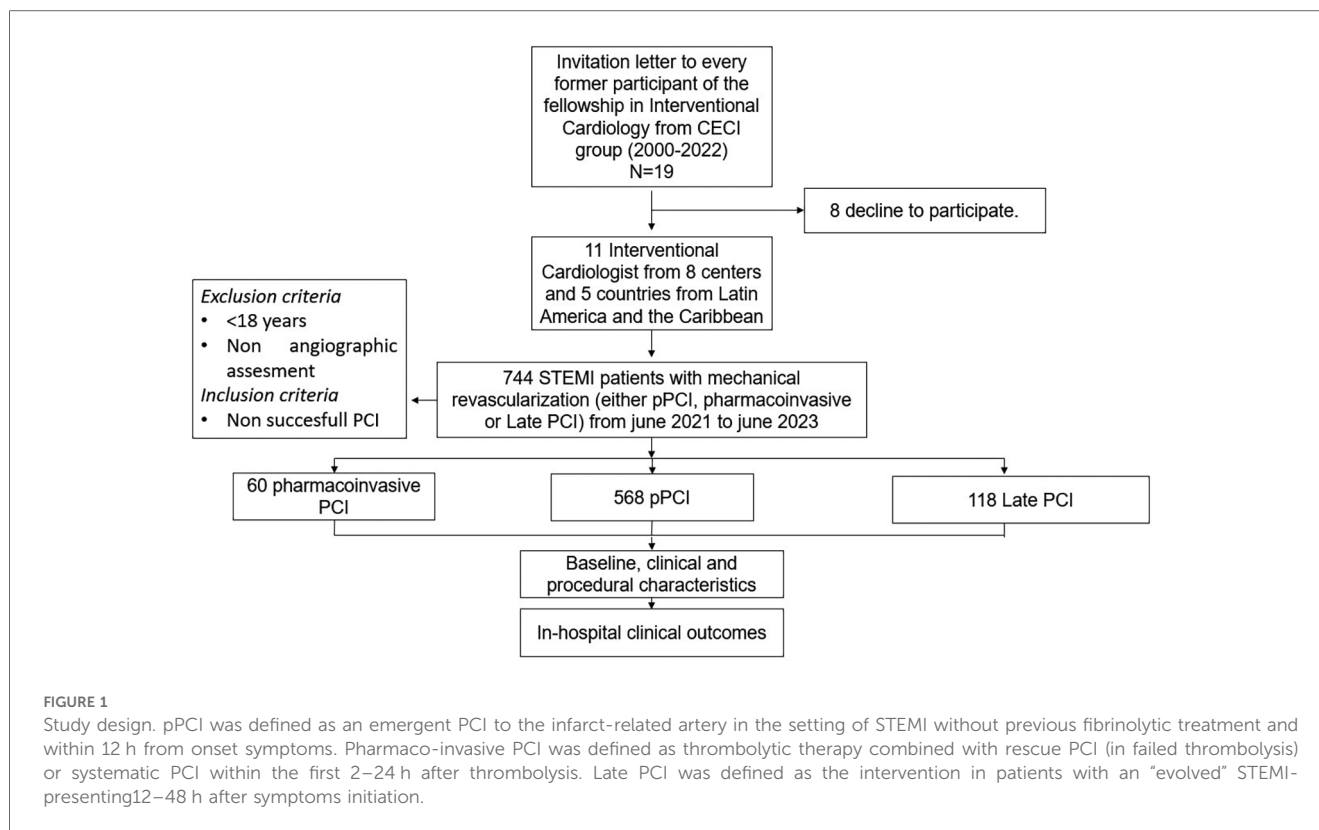 Invitation letter to every
former participant of the
fellowship in Interventional
Cardiology from CECI
group (2000-2022)
N=19
8 decline to participate.
11 Interventional
Cardiologist from 8 centers
and 5 countries from Latin
America and the Caribbean
Exclusion criteria
• <18 years
• Non angiographic
assesment
Inclusion criteria
• Non succesfull PCI
744 STEMI patients with mechanical
revascularization (either pPCI, pharmacoinvasive
or Late PCI) from june 2021 to june 2023
60 pharmacoinvasive
PCI
568 pPCI
118 Late PCI
Baseline, clinical and
procedural characteristics
In-hospital clinical outcomes
FIGURE 1
Study design. pPCI was defined as an emergent PCI to the infarct-related artery in the setting of STEMI without previous fibrinolytic treatment and
within 12 h from onset symptoms. Pharmaco-invasive PCI was defined as thrombolytic therapy combined with rescue PCI (in failed thrombolysis)
or systematic PCI within the first 2–24 h after thrombolysis. Late PCI was defined as the intervention in patients with an “evolved” STEMI-
presenting12–48 h after symptoms initiation.